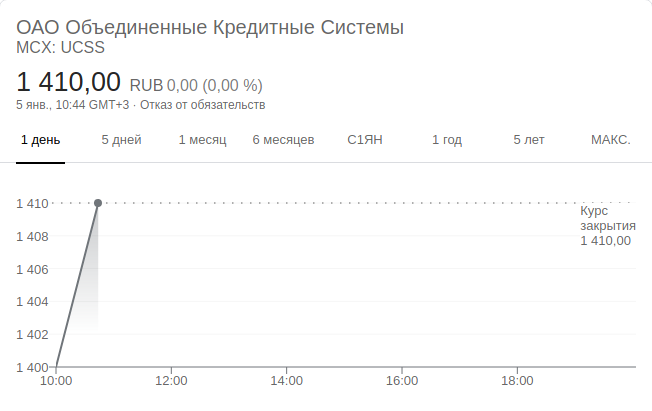 ОАО Объединенные Кредитные Системы
MCX: UCSS
1 410,00 RUB 0,00 (0,00 %)
5 янв., 10:44 GMT+3 · Отказ от обязательств
1 день 5 дней 1 месяц 6 месяцев С1ЯН 1 год 5 лет МАКС.
1 410
Курс
закрытия
1 410,00
1 408
1 406
1 404
1 402
1 400
10:00 12:00 14:00 16:00 18:00